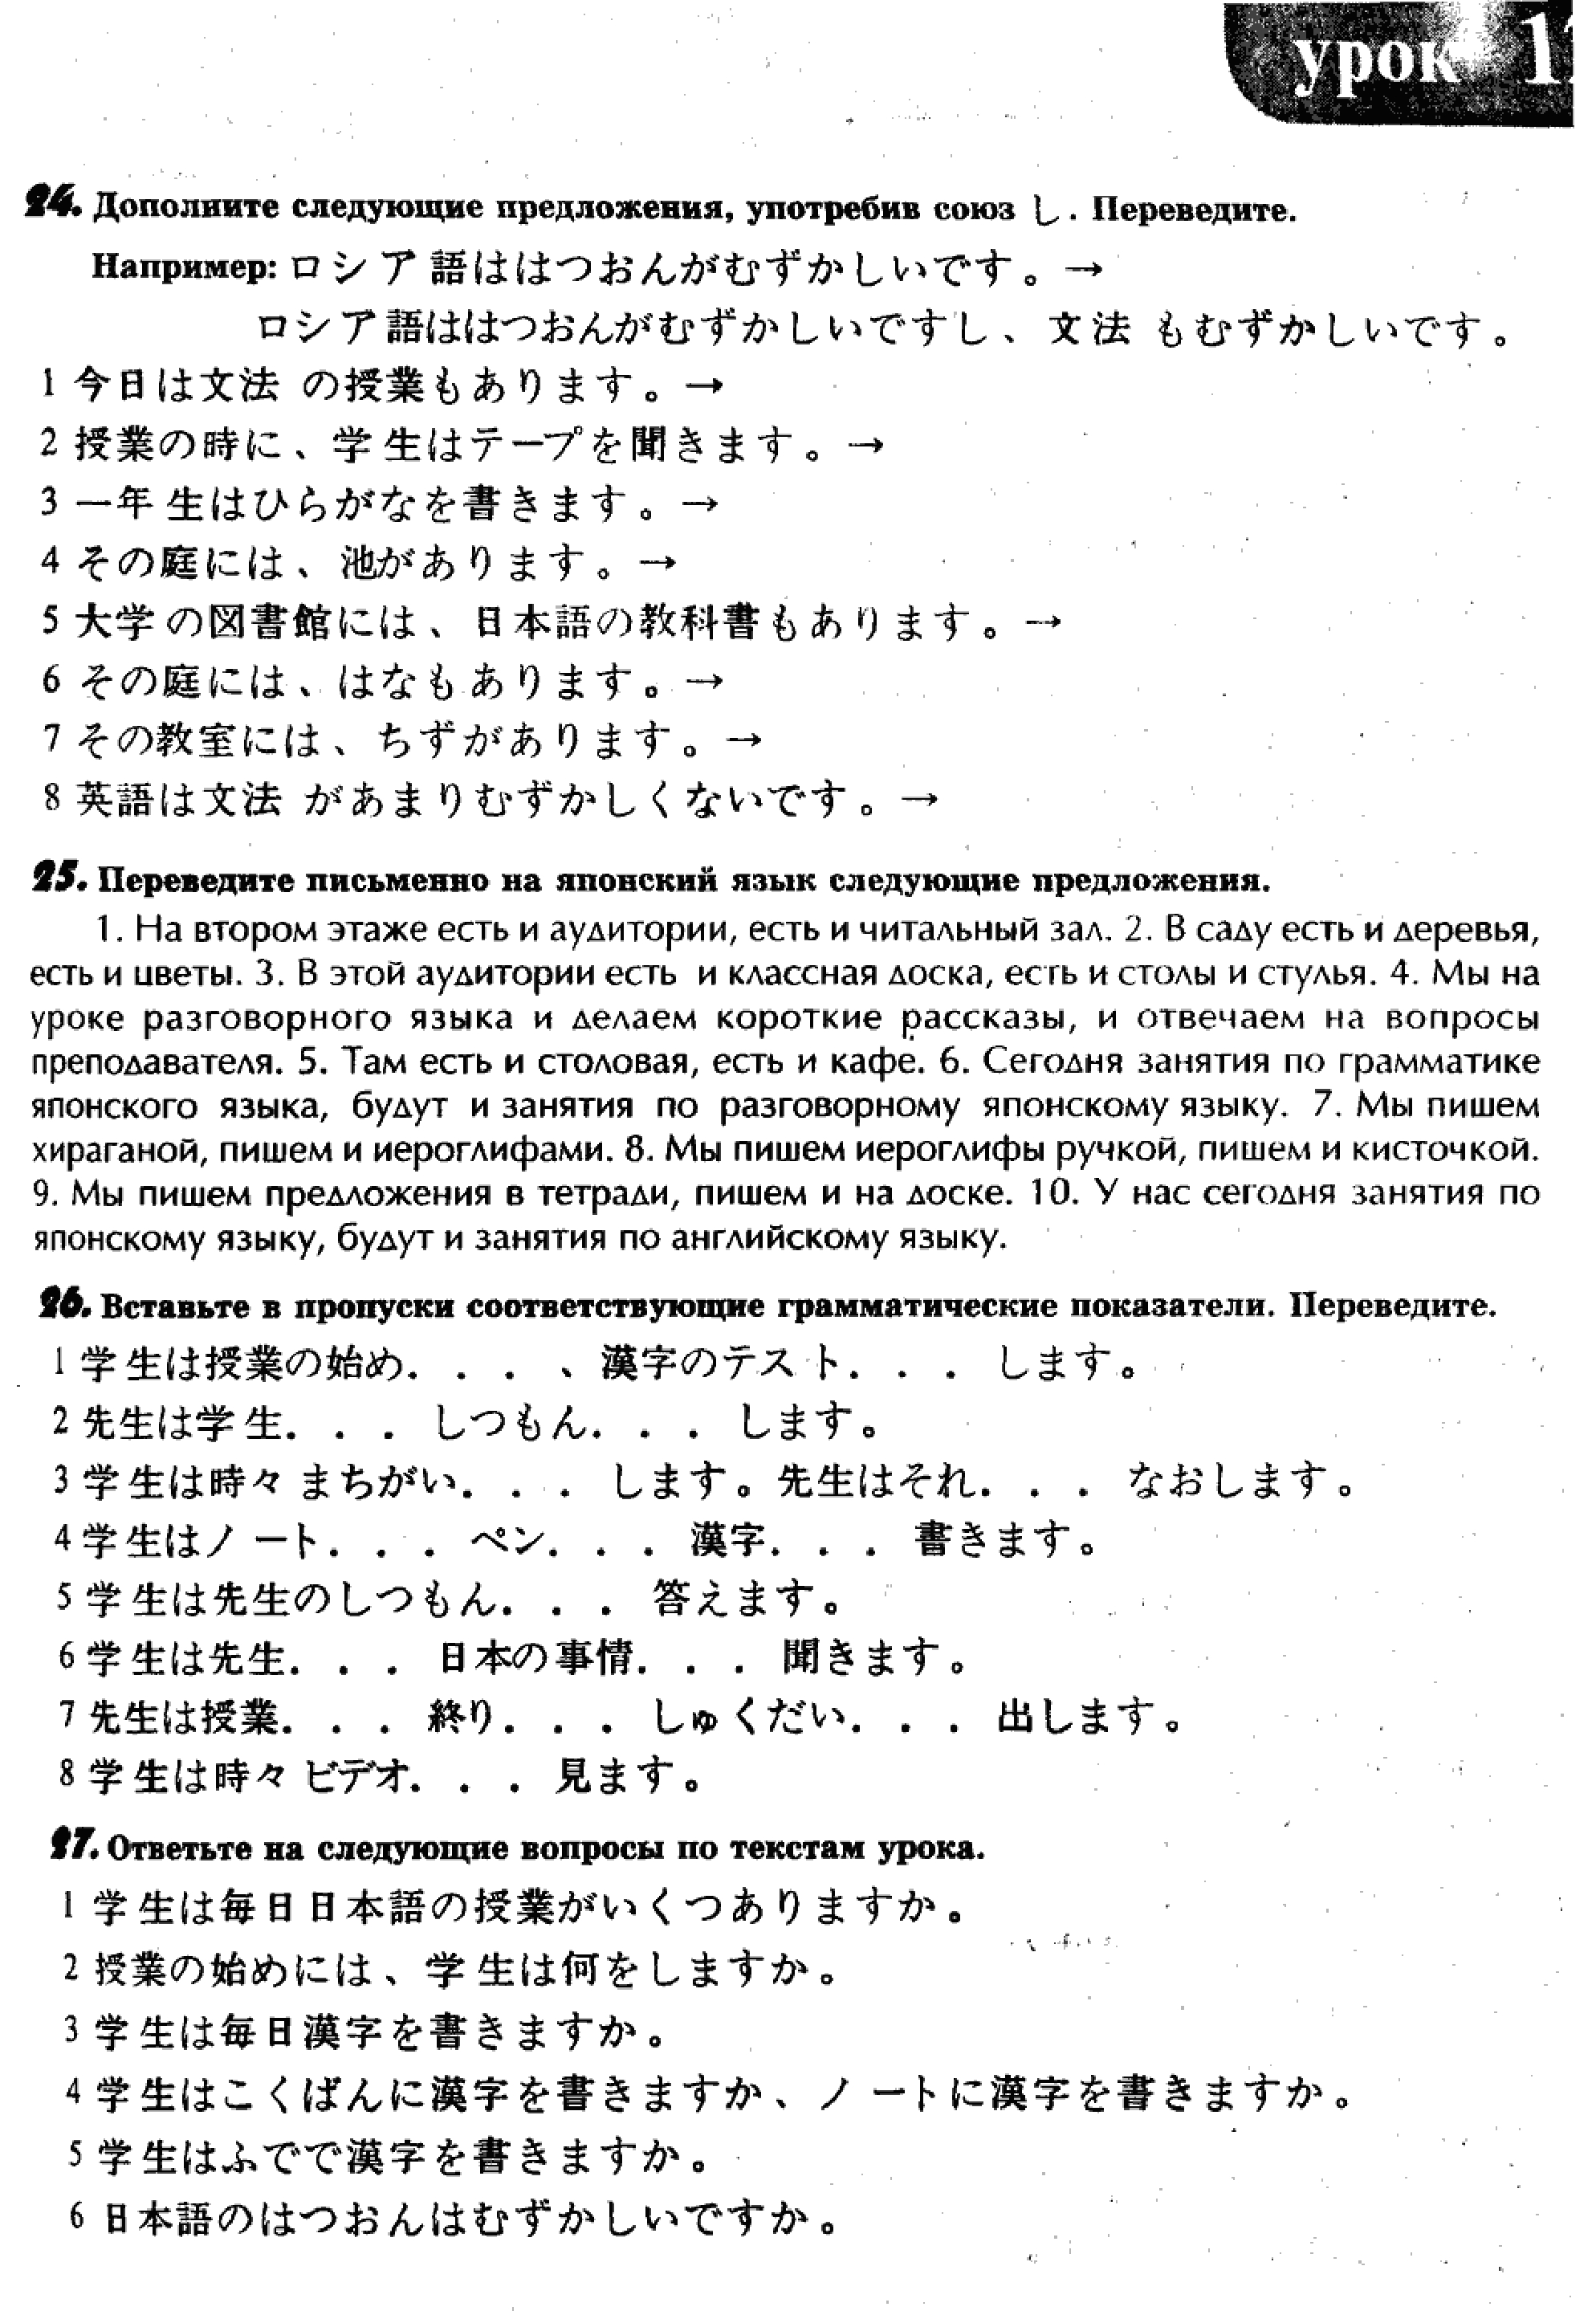 урок
24. Дополните следующие предложения, употребив союз し. Переведите.
Например: ロシア語ははつおんがむずかしいです。→
ロシア語ははつおんがむずかしいですし、文法 もむずかしいです。
1 今日は文法 の授業もあります。→
2 授業の時に、学生はテープを聞きます。→
3 一年生はひらがなを書きます。→
4 その庭には、池があります。→
5 大学の図書館には、日本語の教科書もあります。→
6 その庭には、はなもあります。→
7 その教室には、ちずがあります。→
8 英語は文法 があまりむずかしくないです。→
25. Переведите письменно на японский язык следующие предложения.
1. На втором этаже есть и аудитории, есть и читальный зал. 2. В саду есть и деревья,
есть и цветы. 3. В этой аудитории есть и классная доска, есть и столы и стулья. 4. Мы на
уроке разговорного языка и делаем короткие рассказы, и отвечаем на вопросы
преподавателя. 5. Там есть и столовая, есть и кафе. 6. Сегодня занятия по грамматике
японского языка, будут и занятия по разговорному японскому языку. 7. Мы пишем
хираганой, пишем и иероглифами. 8. Мы пишем иероглифы ручкой, пишем и кисточкой.
9. Мы пишем предложения в тетради, пишем и на доске. 10. У нас сегодня занятия по
японскому языку, будут и занятия по английскому языку.
26. Вставьте в пропуски соответствующие грамматические показатели. Переведите.
1 学生は授業の始め. . . 、漢字のテスト. . . します。
2 先生は学生. . . しつもん. . . します。
3 学生は時々 まちがい. . . します。先生はそれ. . . なおします。
4 学生はノート. . . ペン. . . 漢字. . . 書きます。
5 学生は先生のしつもん. . . 答えます。
6 学生は先生. . . 日本の事情. . . 聞きます。
7 先生は授業. . . 終り. . . しゅくだい. . . 出します。
8 学生は時々 ビデオ. . . 見ます。
27. Ответьте на следующие вопросы по текстам урока.
1 学生は毎日日本語の授業がいくつありますか。
2 授業の始めには、学生は何をしますか。
3 学生は毎日漢字を書きますか。
4 学生はこくばんに漢字を書きますか、ノートに漢字を書きますか。
5 学生はふでで漢字を書きますか。
6 日本語のはつおんはむずかしいですか。